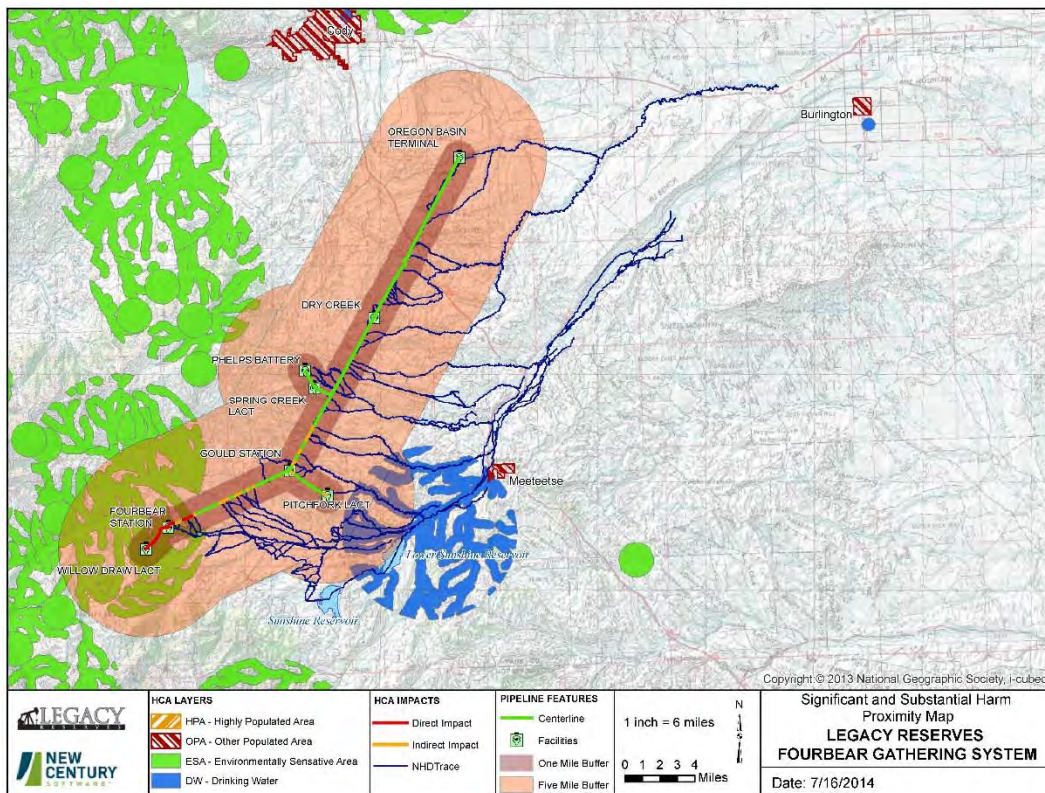 Cody
Burlington
OREGON BASIN
TERMINAL
DRY CREEK
PHELPS BATTERY
SPRING CREEK
LACT
GOULD STATION
PITCHFORK LACT
Meeteetse
FOURBEAR
STATION
WILLOW DRAW LACT
Lower Sunshine Reservoir
Sunshine Reservoir
Copyright © 2013 National Geographic Society, i-cubed
LEGACY
RESERVES
NEW
CENTURY
SOFTWARE
HCA LAYERS
HPA - Highly Populated Area
OPA - Other Populated Area
ESA - Environmentally Sensative Area
DW - Drinking Water
HCA IMPACTS
Direct Impact
Indirect Impact
NHDTrace
PIPELINE FEATURES
Centerline
Facilities
One Mile Buffer
Five Mile Buffer
1 inch = 6 miles
N
0 1 2 3 4
Miles
Significant and Substantial Harm
Proximity Map
LEGACY RESERVES
FOURBEAR GATHERING SYSTEM
Date: 7/16/2014